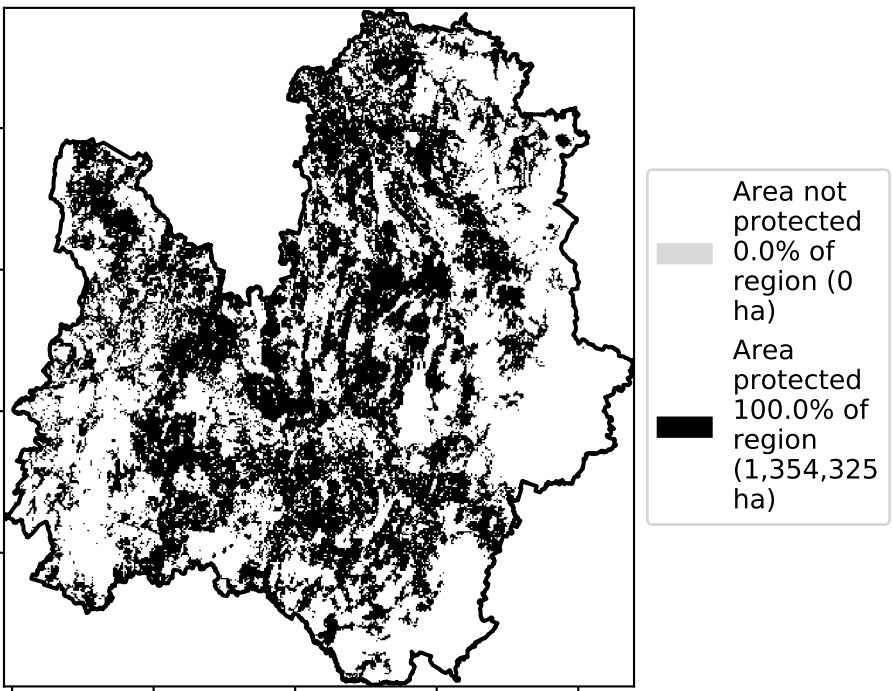 Area not
protected
0.0% of
region (0
ha)
Area
protected
100.0% of
region
(1,354,325
ha)